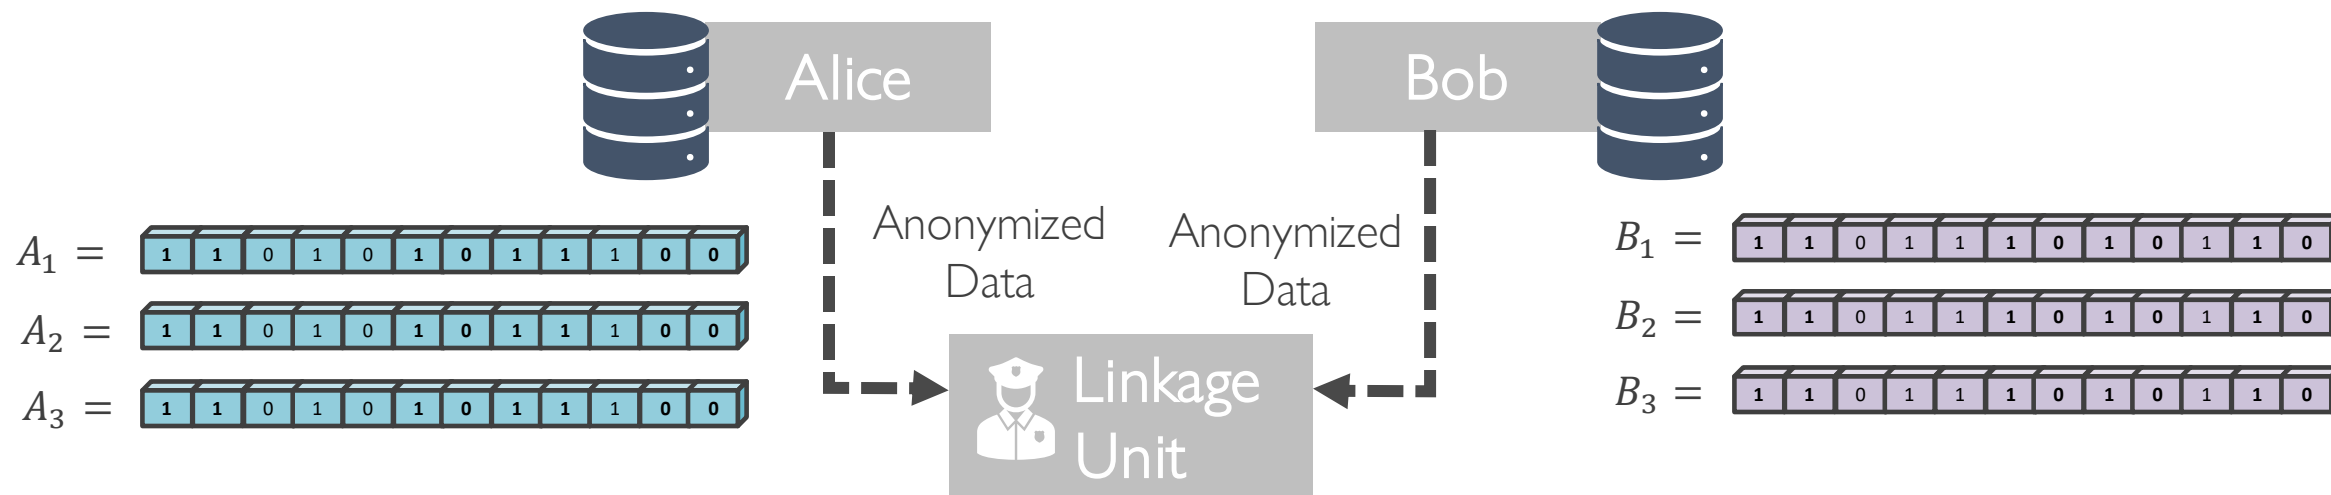 Alice
Bob
Anonymized
Data
Anonymized
Data
A₁ = 1 1 0 1 0 1 0 1 1 1 0 0
A₂ = 1 1 0 1 0 1 0 1 1 1 0 0
A₃ = 1 1 0 1 0 1 0 1 1 1 0 0
B₁ = 1 1 0 1 1 1 0 1 0 1 1 0
B₂ = 1 1 0 1 1 1 0 1 0 1 1 0
B₃ = 1 1 0 1 1 1 0 1 0 1 1 0
Linkage
Unit